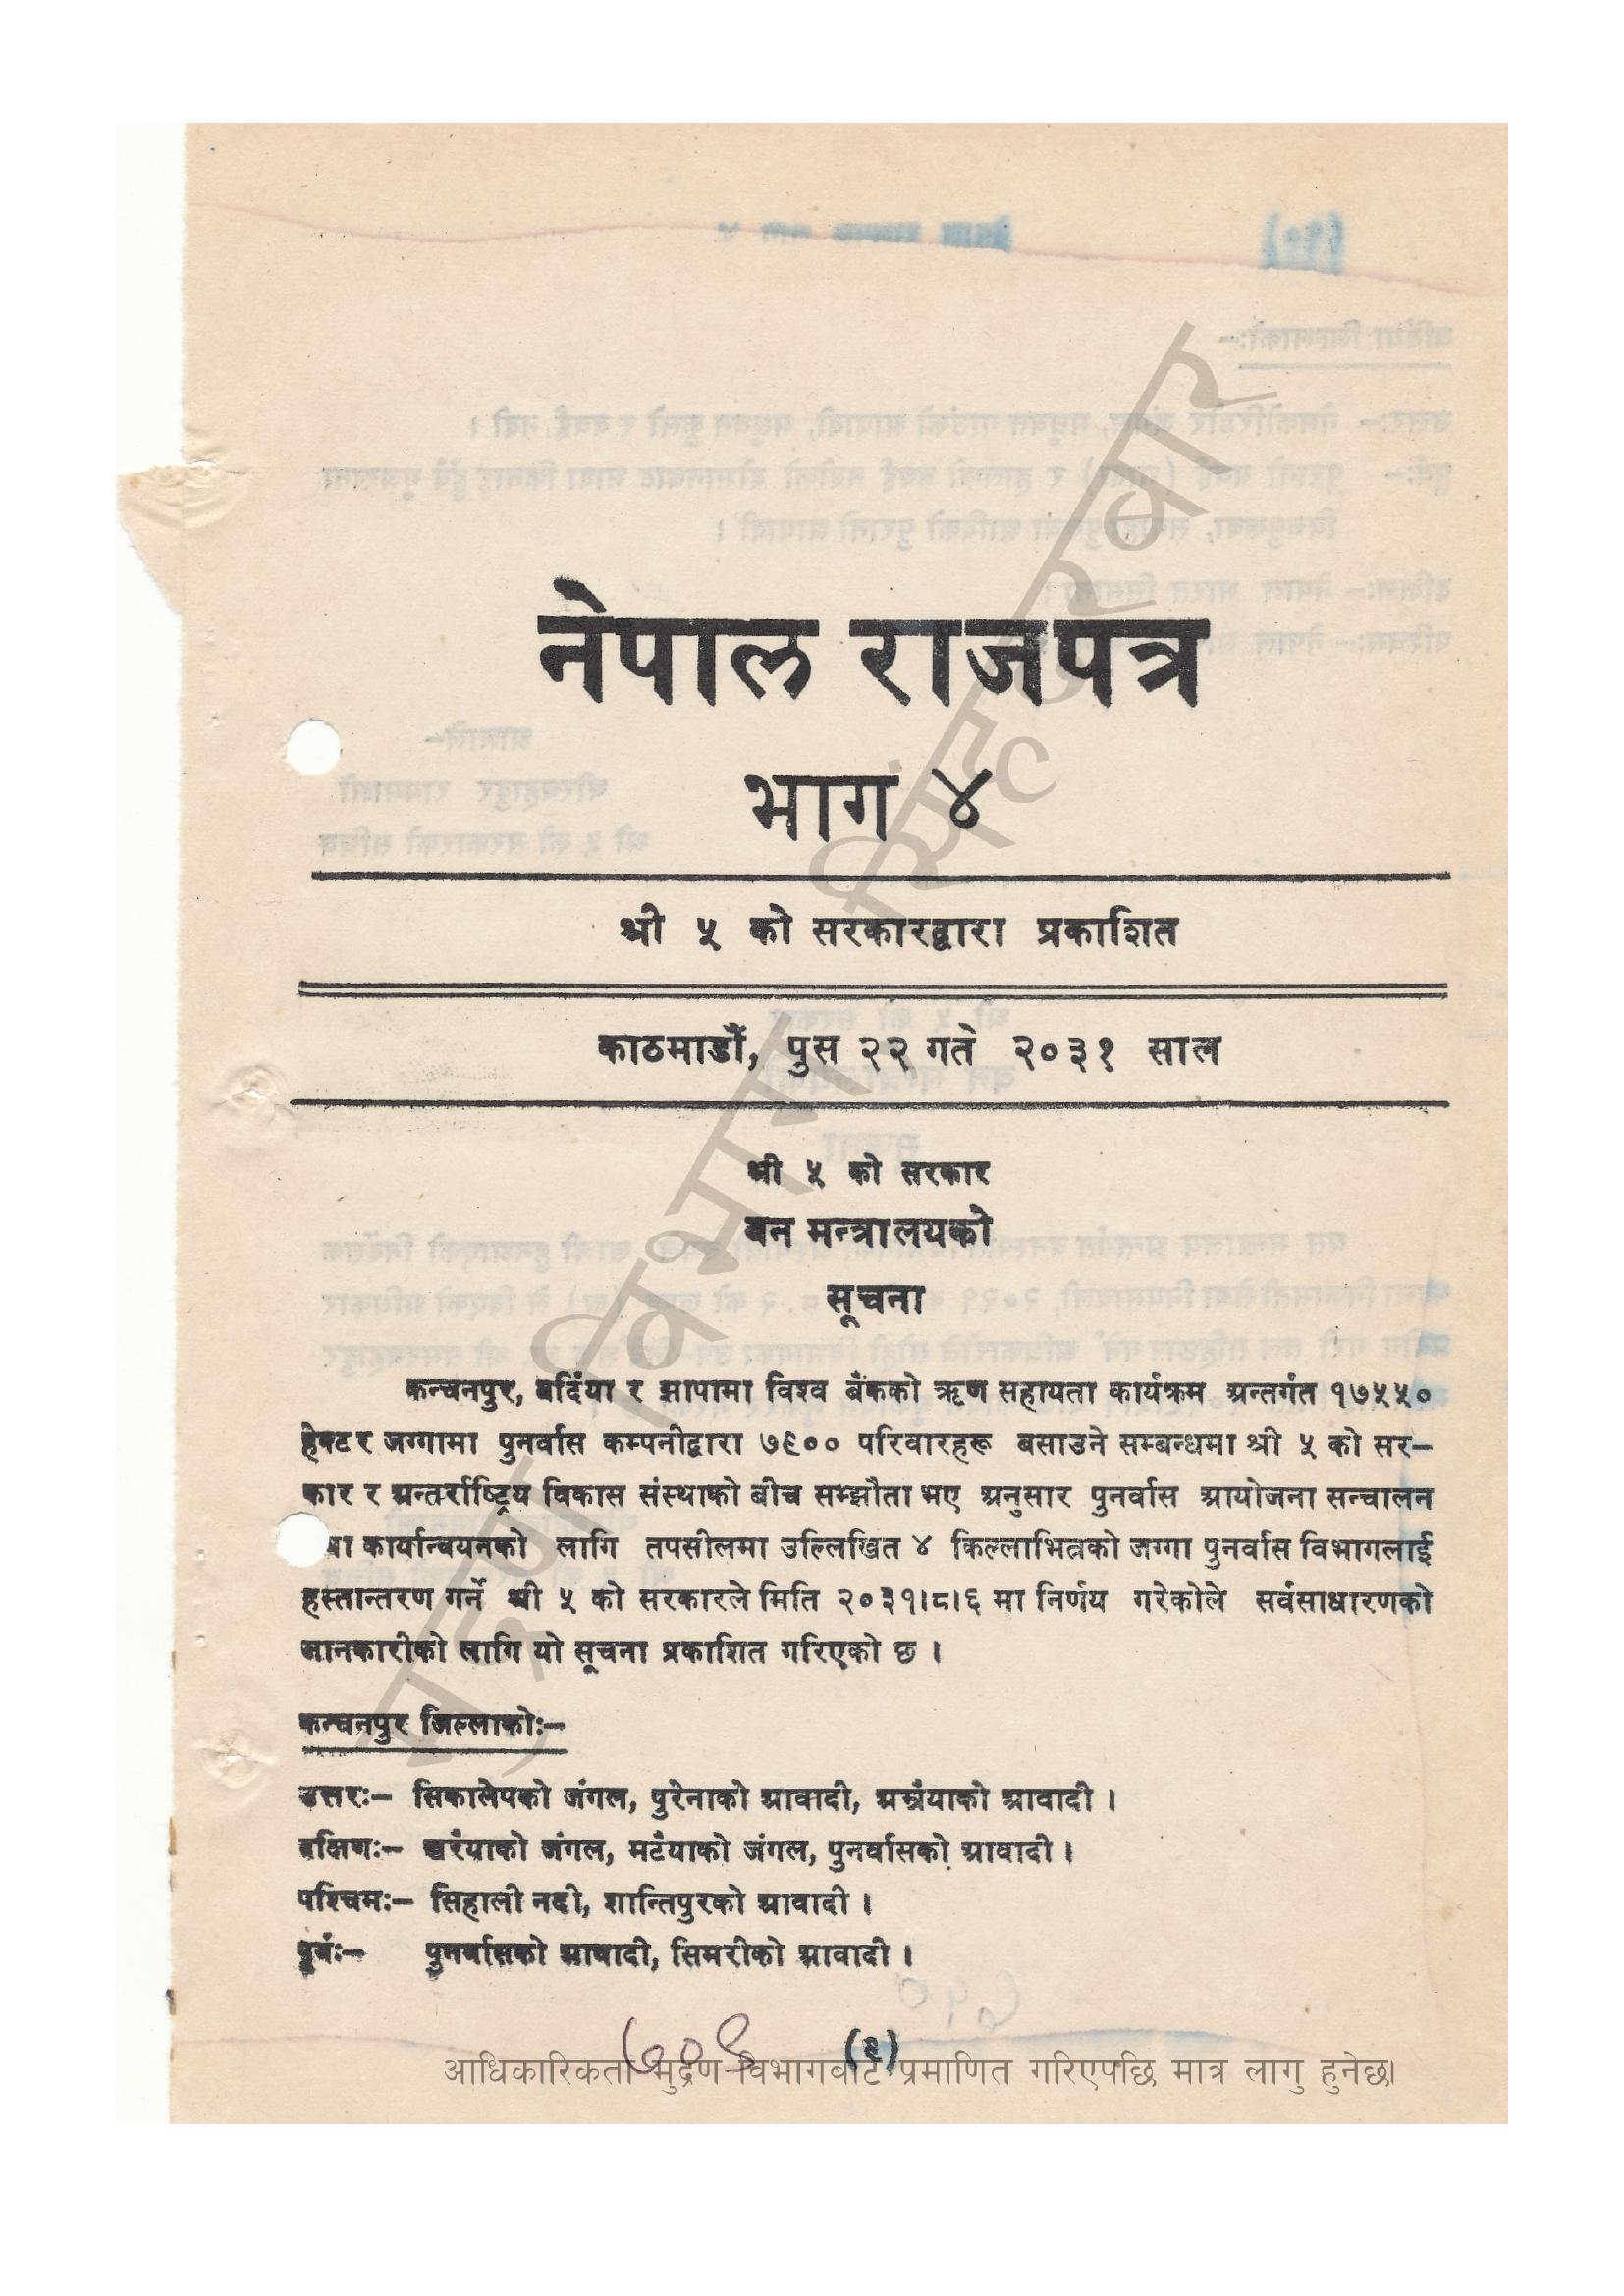 नेपाल राजपत्र
भाग ४
श्री ५ को सरकारद्वारा प्रकाशित
काठमाडौं, पुस २२ गते २०३१ साल
श्री ५ को सरकार
वन मन्त्रालयको
सूचना
कन्चनपुर, बर्दिया र झापामा विश्व बैंकको ऋण सहायता कार्यक्रम अन्तर्गत १७५५०
हेक्टर जग्गामा पुनर्वास कम्पनीद्वारा ७९०० परिवारहरू बसाउने सम्बन्धमा श्री ५ को सर–
कार र अन्तर्राष्ट्रिय विकास संस्थाको बीच सम्झौता भए अनुसार पुनर्वास आयोजना सन्चालन
था कार्यान्वयनको लागि तपसीलमा उल्लिखित ४ किल्लाभित्रको जग्गा पुनर्वास विभागलाई
हस्तान्तरण गर्ने श्री ५ को सरकारले मिति २०३१।८।६ मा निर्णय गरेकोले सर्वसाधारणको
जानकारीको लागि यो सूचना प्रकाशित गरिएको छ ।
कन्चनपुर जिल्लाकोः–
उत्तरः– सिकालेपको जंगल, पुरेनाको आवादी, आवादी ।
दक्षिणः– जंगल, मटैयाको जंगल, पुनर्वासको आवादी ।
पश्चिमः– सिहाली नदी, शान्तिपुरको आवादी ।
पूर्वः– पुनर्वासको आवादी, सिमरीको आवादी ।
७०९
(९)
आधिकारिकता मुद्रण विभागबाट प्रमाणित गरिएपछि मात्र लागु हुनेछ।